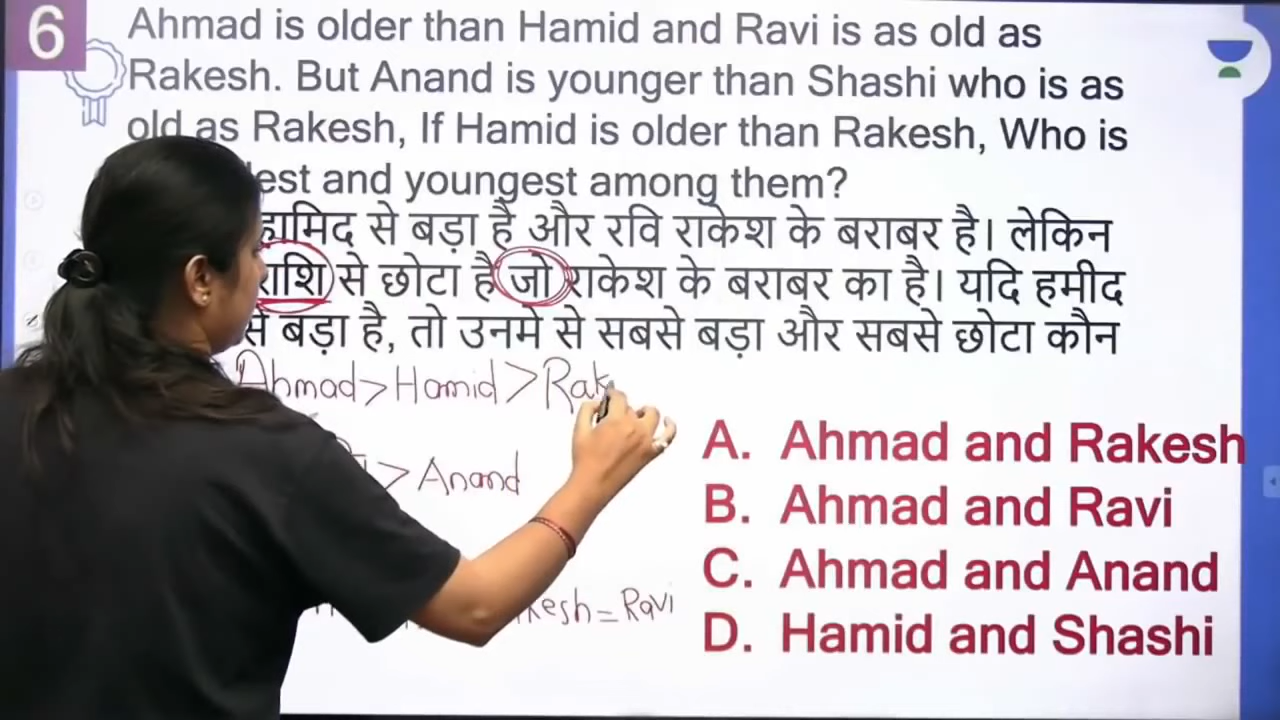 6
Ahmad is older than Hamid and Ravi is as old as
Rakesh. But Anand is younger than Shashi who is as
old as Rakesh, If Hamid is older than Rakesh, Who is
est and youngest among them?
हामिद से बड़ा है और रवि राकेश के बराबर है। लेकिन
शशि से छोटा है जो राकेश के बराबर का है। यदि हमीद
से बड़ा है, तो उनमे से सबसे बड़ा और सबसे छोटा कौन
Ahmad > Hamid > Rak
> Anand
kesh = Ravi
A. Ahmad and Rakesh
B. Ahmad and Ravi
C. Ahmad and Anand
D. Hamid and Shashi